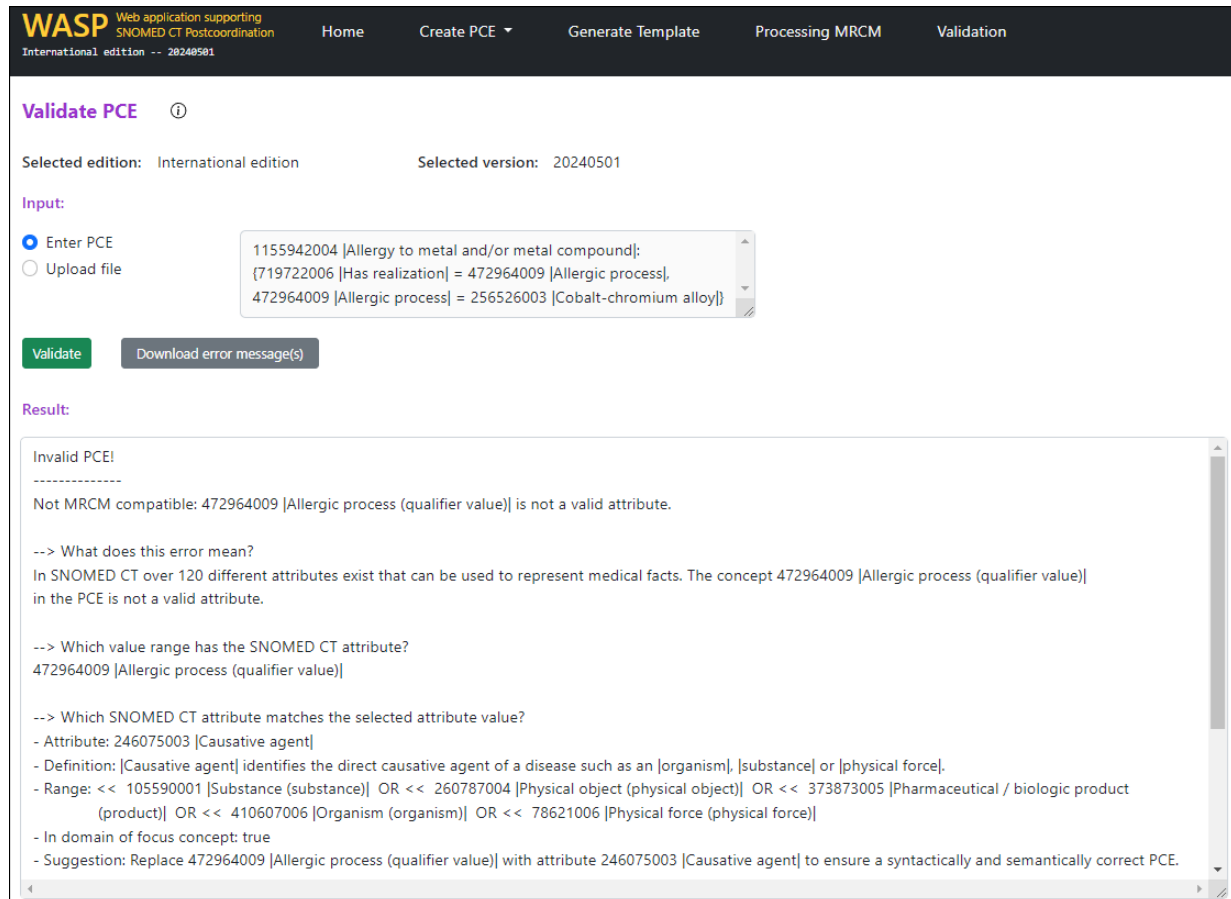 WASP Web application supporting
SNOMED CT Postcoordination
International edition -- 20240501
Home Create PCE Generate Template Processing MRCM Validation
Validate PCE
Selected edition: International edition Selected version: 20240501
Input:
Enter PCE
Upload file
1155942004 |Allergy to metal and/or metal compound|:
{719722006 |Has realization| = 472964009 |Allergic process|,
472964009 |Allergic process| = 256526003 |Cobalt-chromium alloy|}
Validate Download error message(s)
Result:
Invalid PCE!
--------------
Not MRCM compatible: 472964009 |Allergic process (qualifier value)| is not a valid attribute.
--> What does this error mean?
In SNOMED CT over 120 different attributes exist that can be used to represent medical facts. The concept 472964009 |Allergic process (qualifier value)|
in the PCE is not a valid attribute.
--> Which value range has the SNOMED CT attribute?
472964009 |Allergic process (qualifier value)|
--> Which SNOMED CT attribute matches the selected attribute value?
- Attribute: 246075003 |Causative agent|
- Definition: |Causative agent| identifies the direct causative agent of a disease such as an |organism|, |substance| or |physical force|.
- Range: << 105590001 |Substance (substance)| OR << 260787004 |Physical object (physical object)| OR << 373873005 |Pharmaceutical / biologic product
(product)| OR << 410607006 |Organism (organism)| OR << 78621006 |Physical force (physical force)|
- In domain of focus concept: true
- Suggestion: Replace 472964009 |Allergic process (qualifier value)| with attribute 246075003 |Causative agent| to ensure a syntactically and semantically correct PCE.